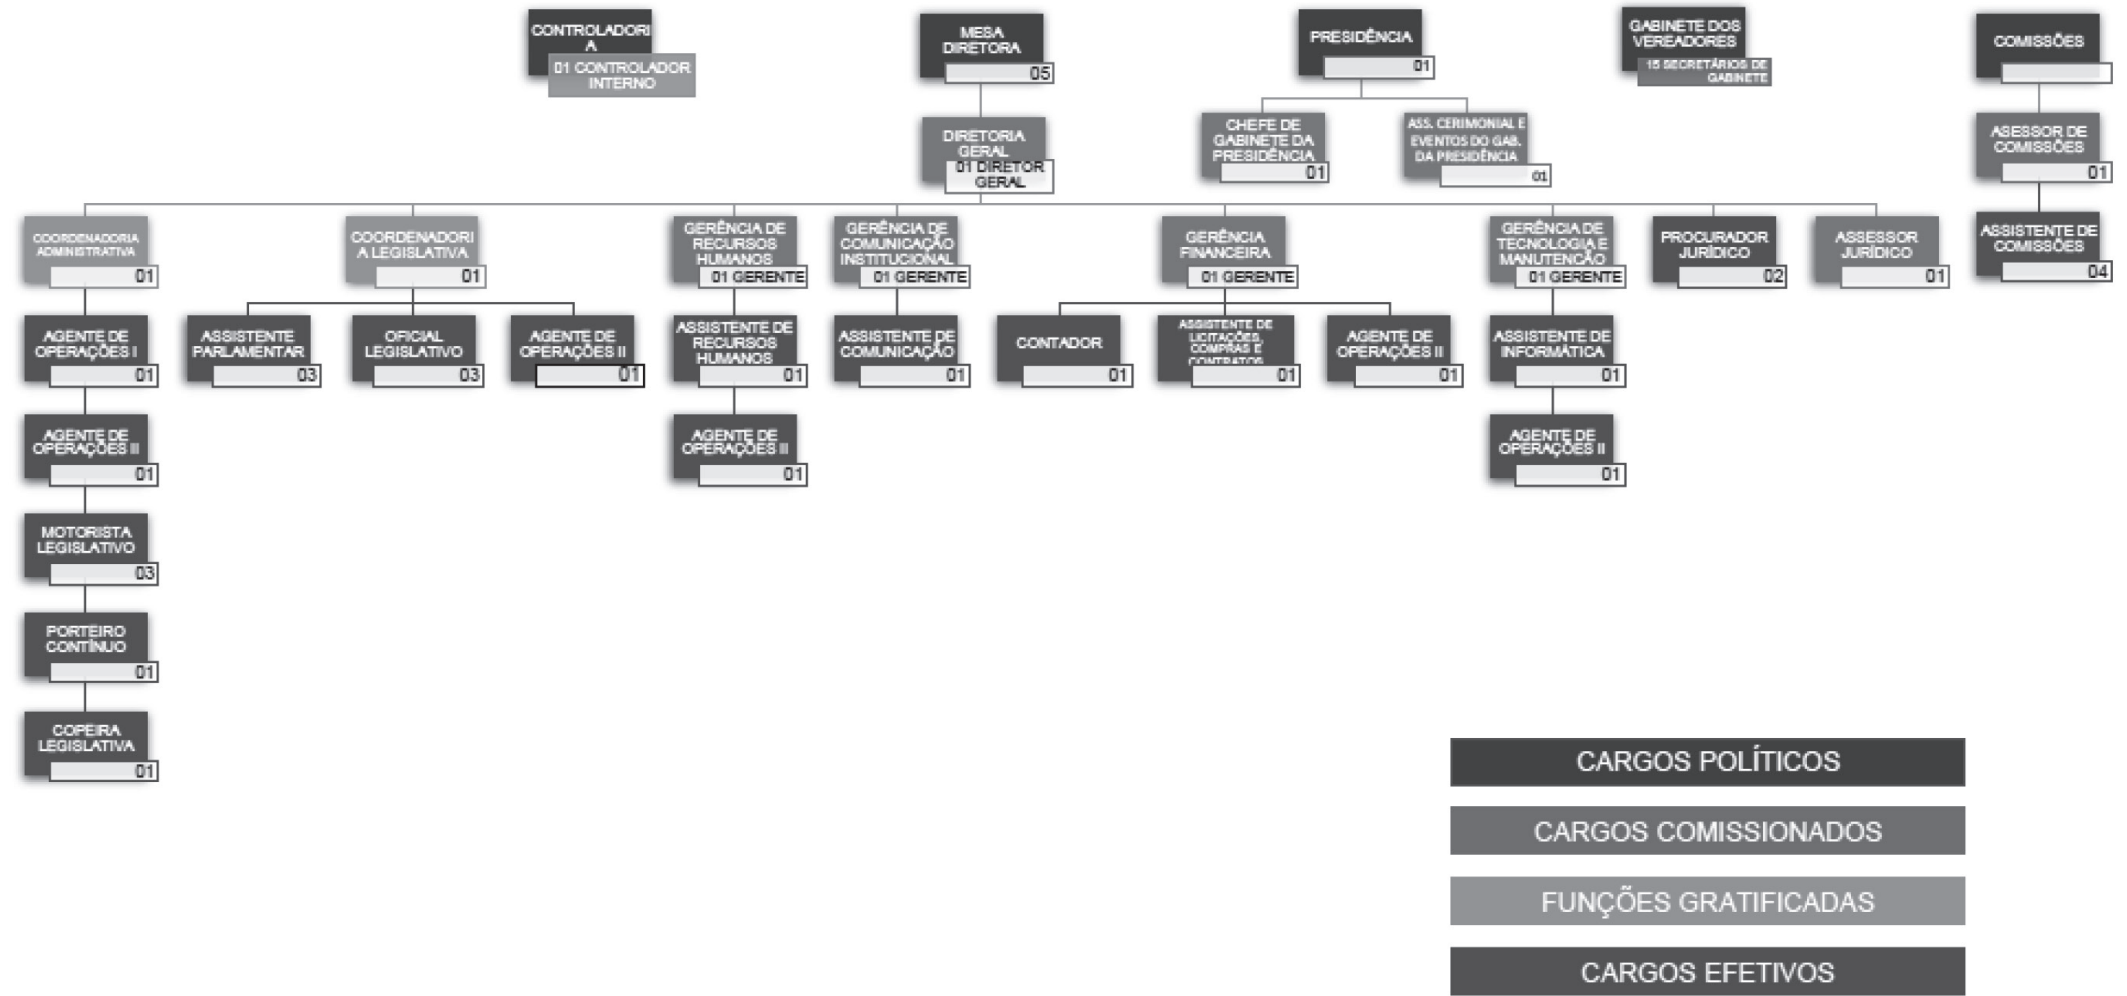 CONTROLADORI
A
01 CONTROLADOR
INTERNO
MESA
DIRETORA
05
PRESIDÊNCIA
01
GABINETE DOS
VEREADORES
15 SECRETÁRIOS DE
GABINETE
COMISSÕES
DIRETORIA
GERAL
01 DIRETOR
GERAL
CHEFE DE
GABINETE DA
PRESIDÊNCIA
01
ASS. CERIMONIAL E
EVENTOS DO GAB.
DA PRESIDÊNCIA
01
ASESSOR DE
COMISSÕES
01
COORDENADORIA
ADMINISTRATIVA
01
COORDENADORI
A LEGISLATIVA
01
GERÊNCIA DE
RECURSOS
HUMANOS
01 GERENTE
GERÊNCIA DE
COMUNICAÇÃO
INSTITUCIONAL
01 GERENTE
GERÊNCIA
FINANCEIRA
01 GERENTE
GERÊNCIA DE
TECNOLOGIA E
MANUTENCÃO
01 GERENTE
PROCURADOR
JURÍDICO
02
ASSESSOR
JURÍDICO
01
ASSISTENTE DE
COMISSÕES
04
AGENTE DE
OPERAÇÕES I
01
ASSISTENTE
PARLAMENTAR
03
OFICIAL
LEGISLATIVO
03
AGENTE DE
OPERAÇÕES II
01
ASSISTENTE DE
RECURSOS
HUMANOS
01
ASSISTENTE DE
COMUNICAÇÃO
01
CONTADOR
01
ASSISTENTE DE
LICITAÇÕES,
COMPRAS E
CONTRATOS
01
AGENTE DE
OPERAÇÕES II
01
ASSISTENTE DE
INFORMÁTICA
01
AGENTE DE
OPERAÇÕES II
01
AGENTE DE
OPERAÇÕES II
01
AGENTE DE
OPERAÇÕES II
01
MOTORISTA
LEGISLATIVO
03
PORTEIRO
CONTÍNUO
01
COPEIRA
LEGISLATIVA
01
CARGOS POLÍTICOS
CARGOS COMISSIONADOS
FUNÇÕES GRATIFICADAS
CARGOS EFETIVOS